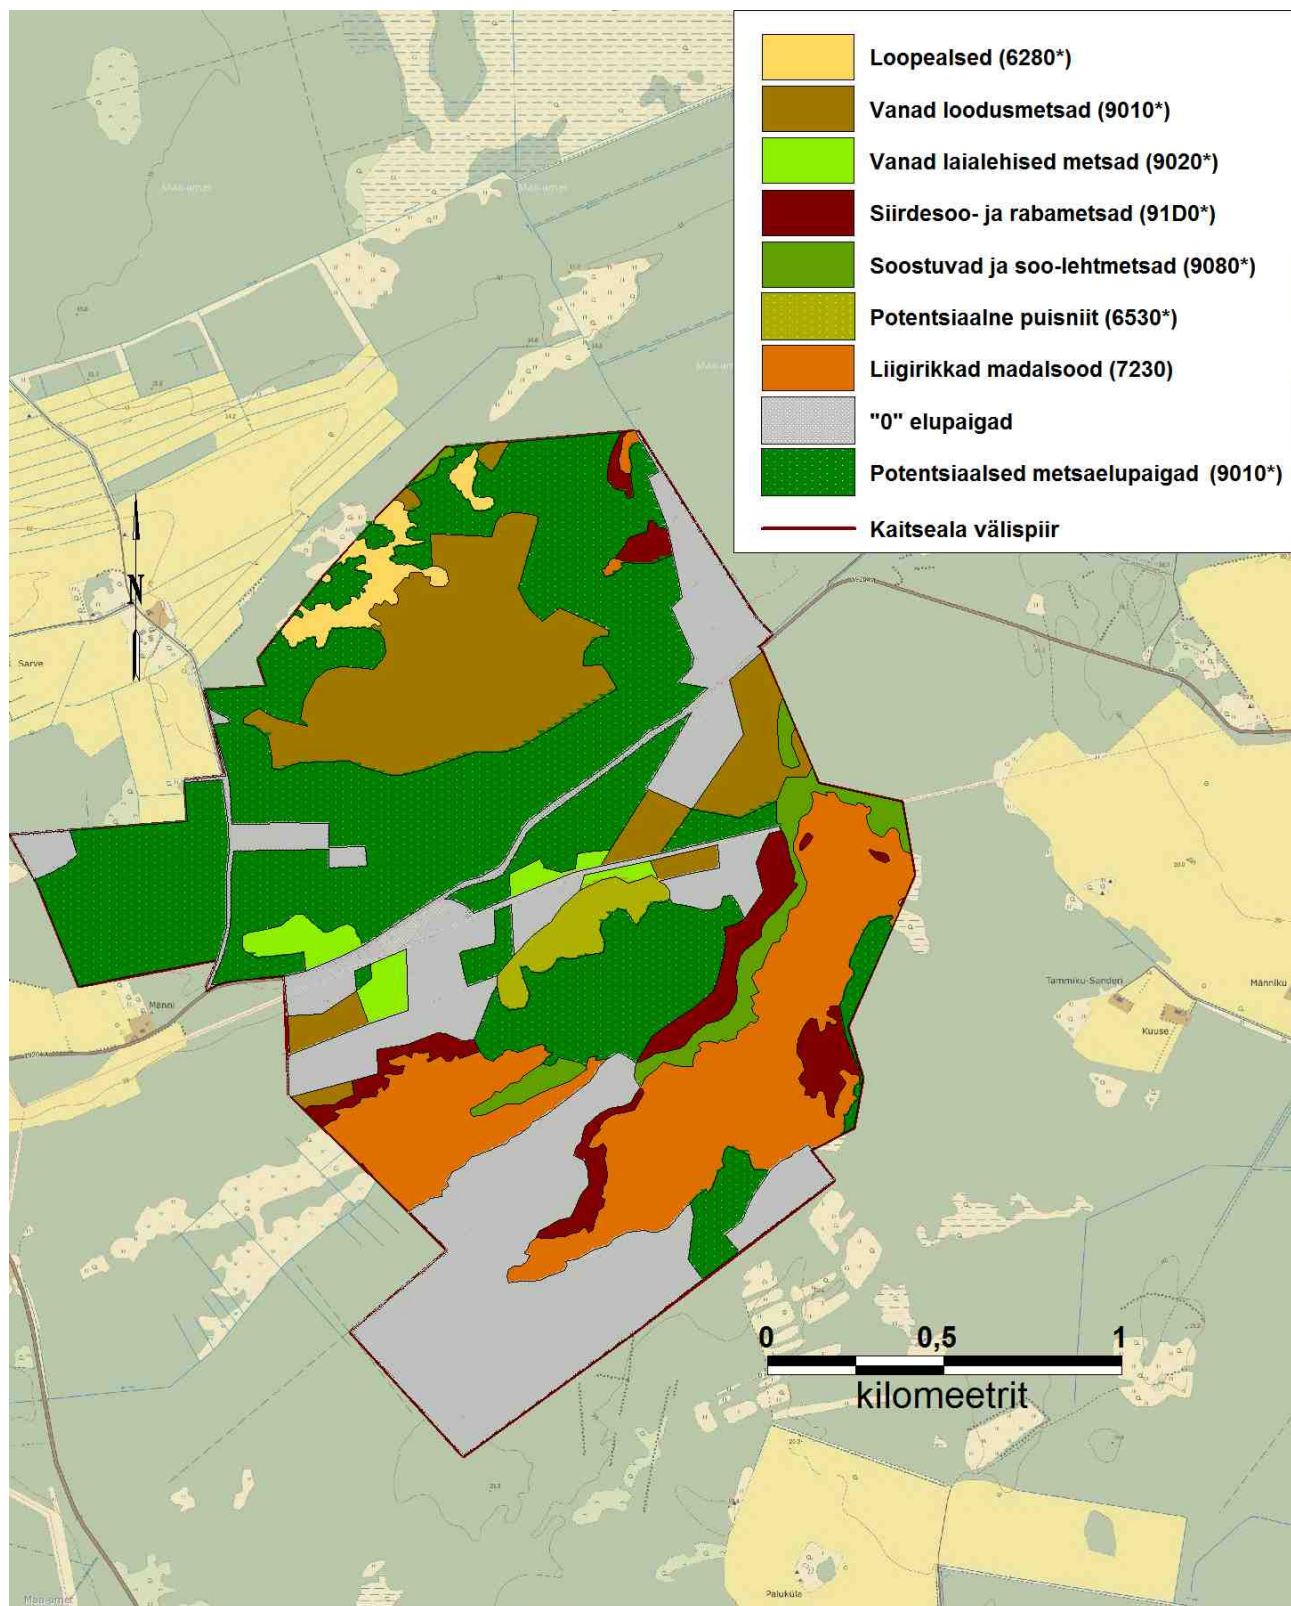 Loopealsed (6280*)
Vanad loodusmetsad (9010*)
Vanad laialehised metsad (9020*)
Siirdesoo- ja rabametsad (91D0*)
Soostuvad ja soo-lehtmetsad (9080*)
Potentsiaalne puisniit (6530*)
Liigirikkad madalsood (7230)
"0" elupaigad
Potentsiaalsed metsaelupaigad (9010*)
Kaitseala välispiir
N
Sarve
Männi
Tammiku-Sanderi
Männiku
Kuuse
0 0,5 1
kilomeetrit
Paluküla
Maa-amet